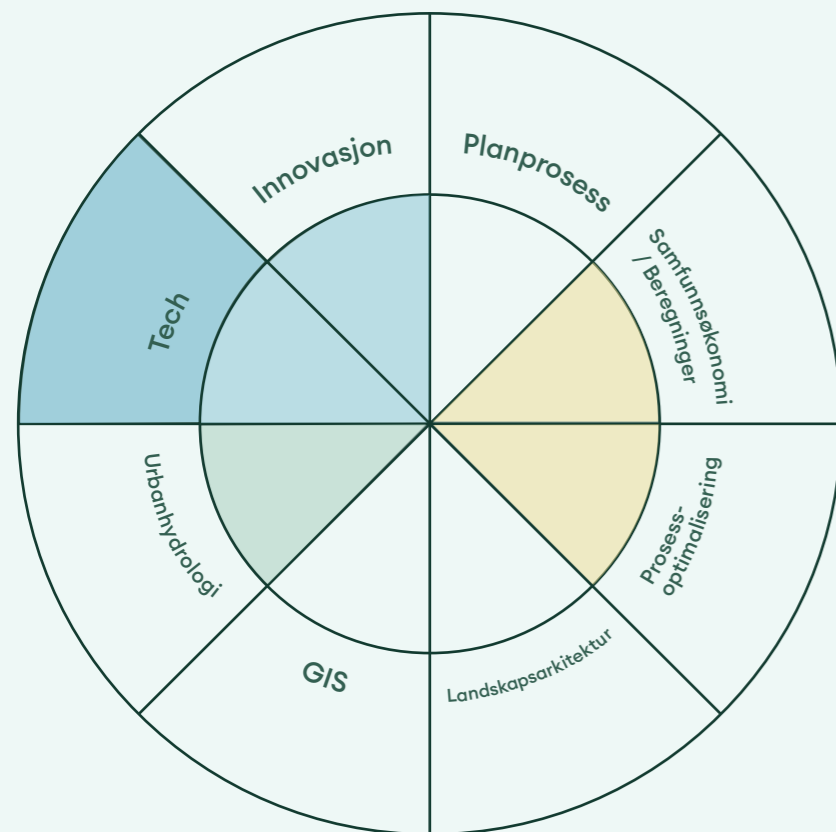 Innovasjon
Planprosess
Samfunnsøkonomi
/ Beregninger
Prosess-
optimalisering
Landskapsarkitektur
GIS
Urbanhydrologi
Tech